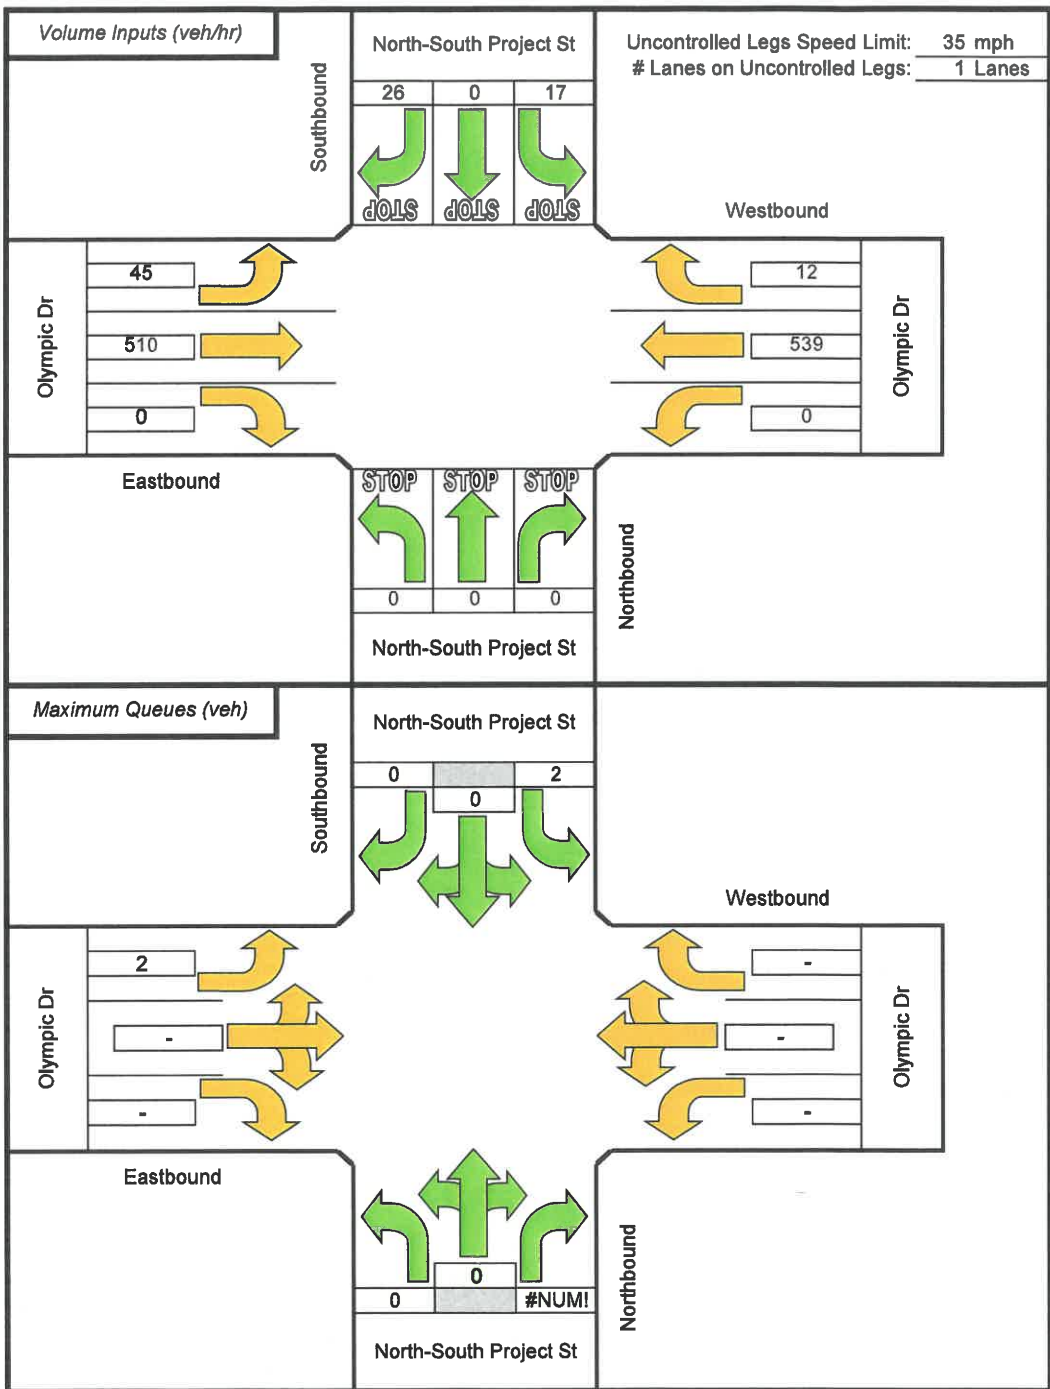 Volume Inputs (veh/hr)
North-South Project St
Uncontrolled Legs Speed Limit: 35 mph
# Lanes on Uncontrolled Legs: 1 Lanes
Southbound
26 0 17
STOP STOP STOP
Westbound
Olympic Dr
45
510
0
12
539
0
Olympic Dr
Eastbound
STOP STOP STOP
Northbound
0 0 0
North-South Project St
Maximum Queues (veh)
North-South Project St
Southbound
0 2
0
Westbound
Olympic Dr
2
-
-
-
-
-
Olympic Dr
Eastbound
Northbound
0
0 #NUM!
North-South Project St